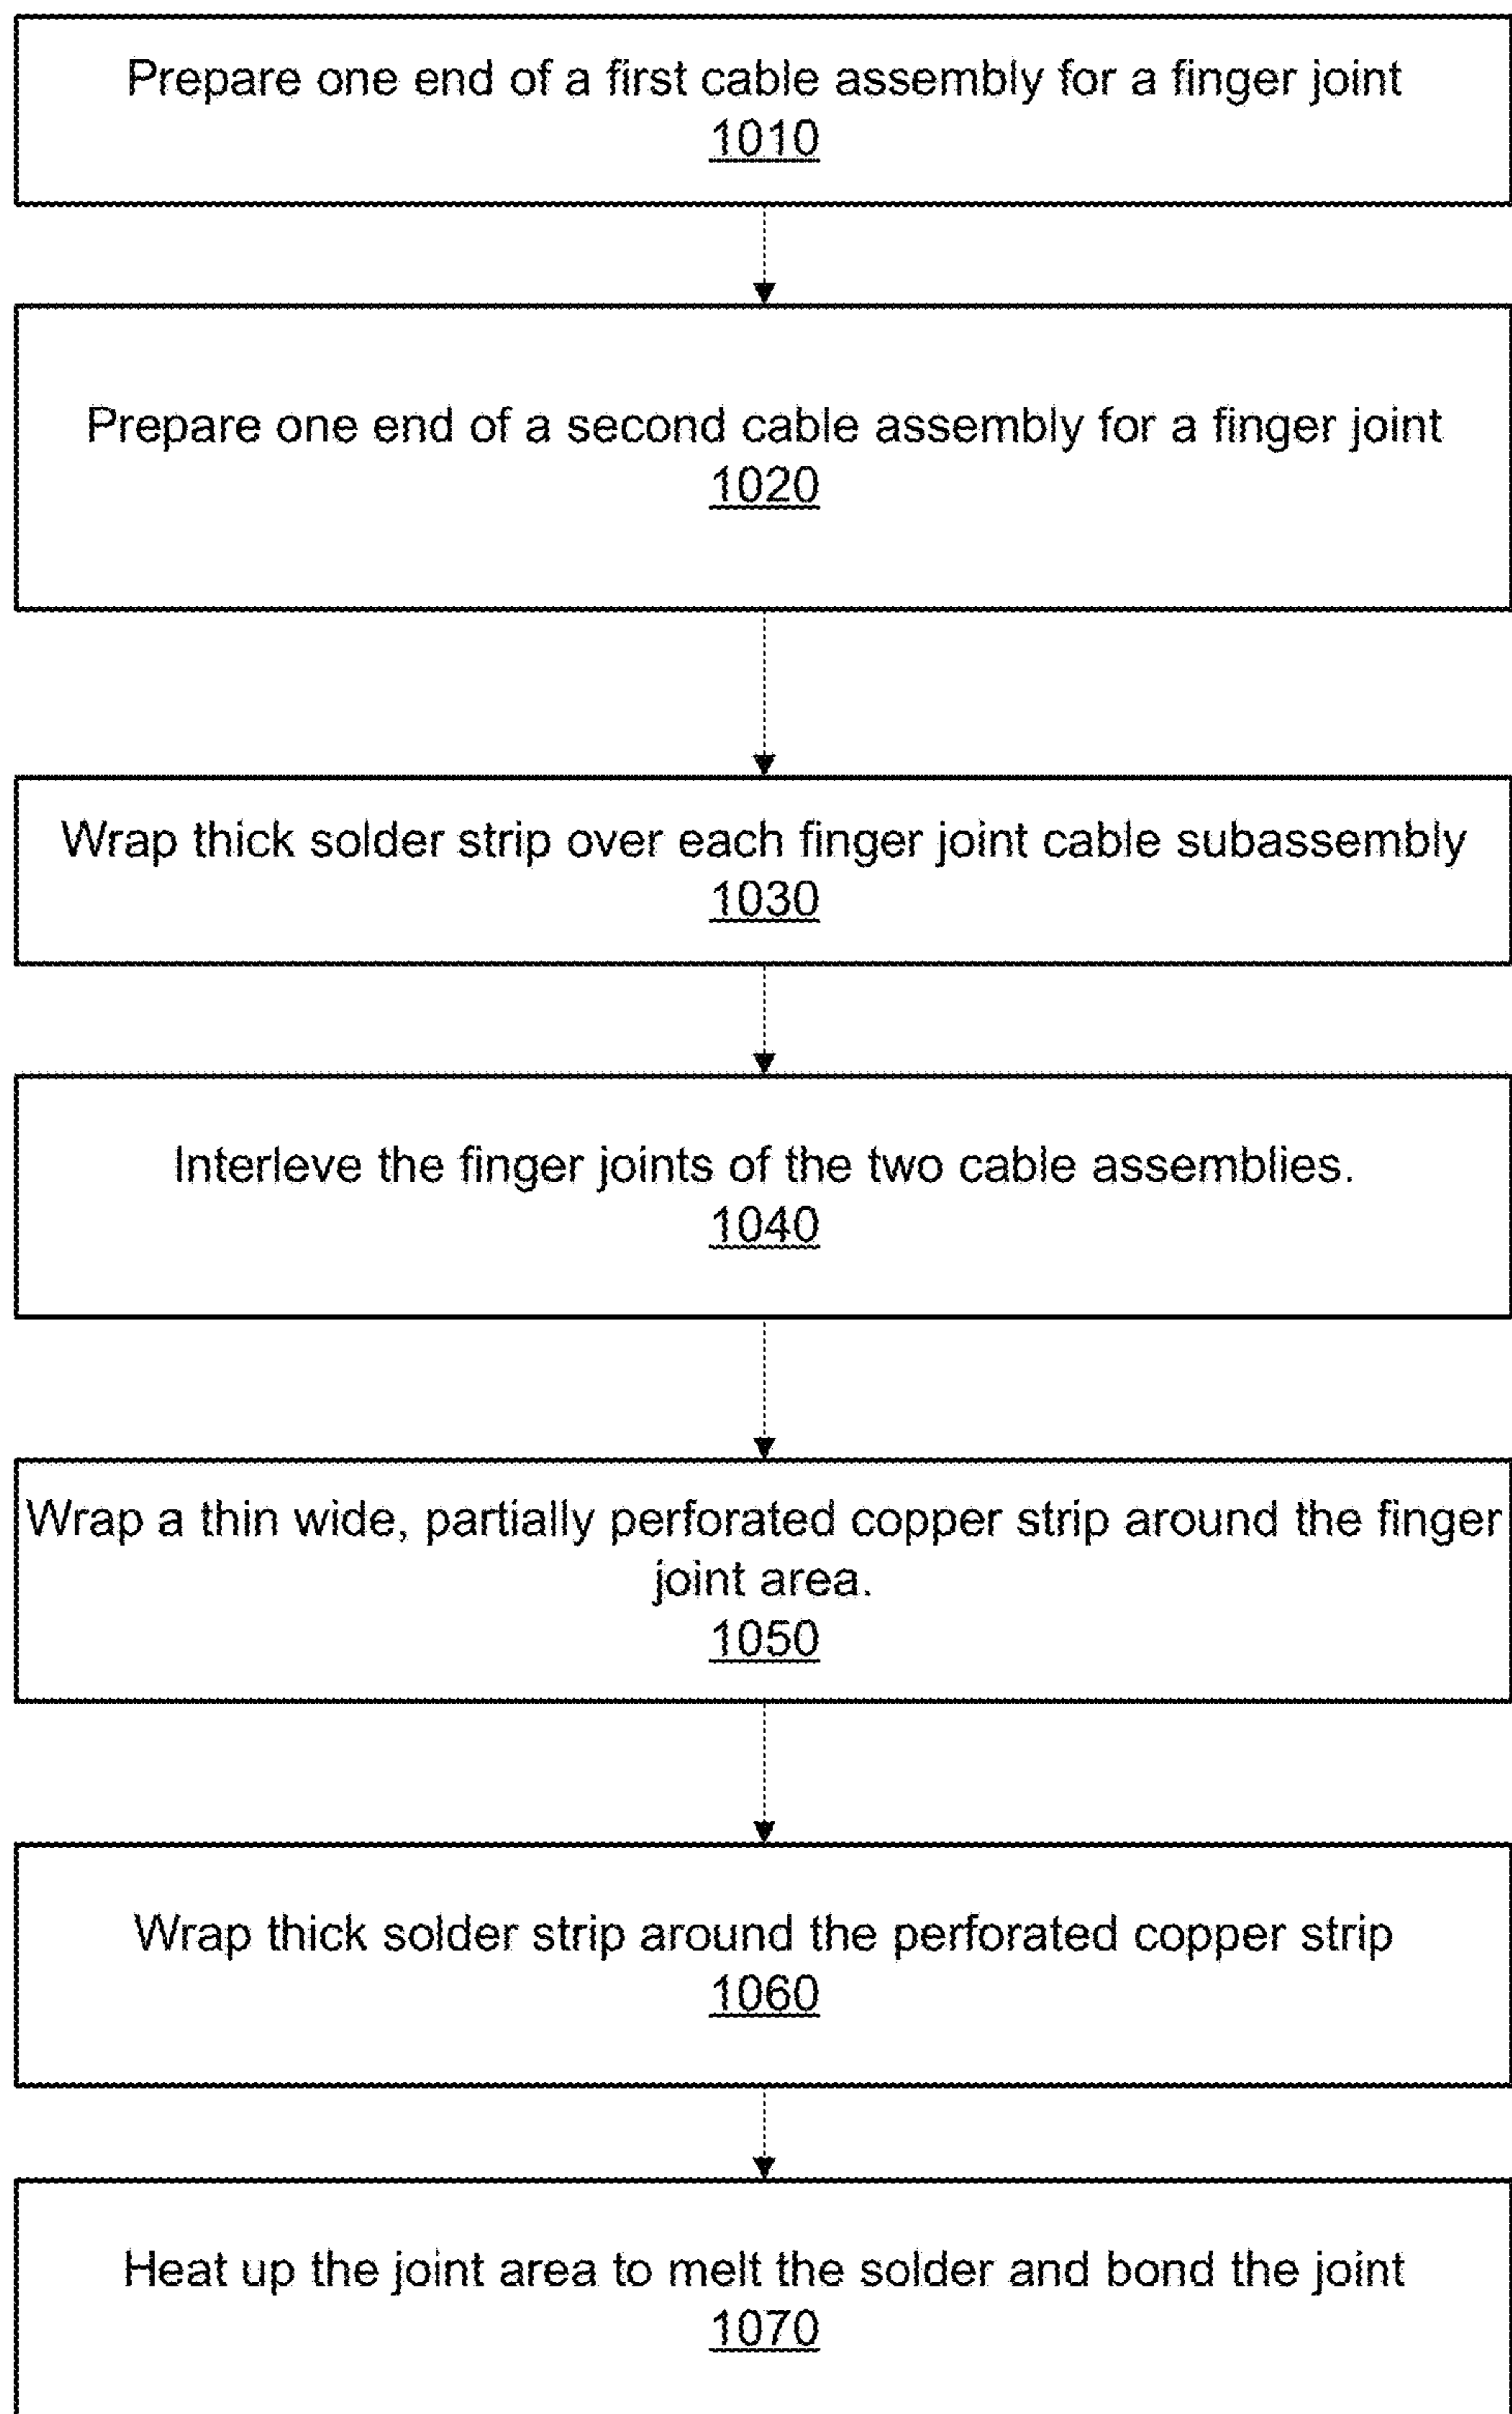 Prepare one end of a first cable assembly for a finger joint
1010
Prepare one end of a second cable assembly for a finger joint
1020
Wrap thick solder strip over each finger joint cable subassembly
1030
Interleve the finger joints of the two cable assemblies.
1040
Wrap a thin wide, partially perforated copper strip around the finger
joint area.
1050
Wrap thick solder strip around the perforated copper strip
1060
Heat up the joint area to melt the solder and bond the joint
1070